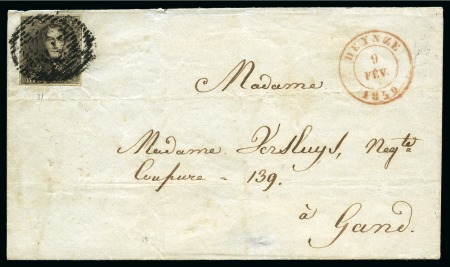 DEYNZE
9
FÉV.
1850
Madame
Madame Versluys, Negte
Coupure = 139.
à
Gand.